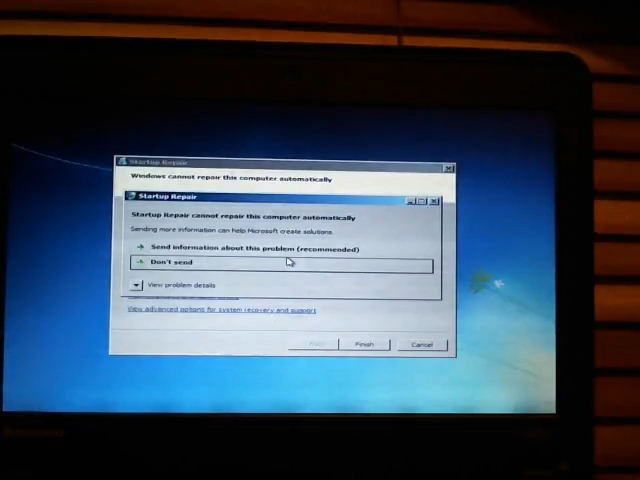 Startup Repair
Windows cannot repair this computer automatically
Startup Repair
Startup Repair cannot repair this computer automatically
Sending more information can help Microsoft create solutions.
Send information about this problem (recommended)
Don't send
View problem details
View advanced options for system recovery and support
Finish
Cancel